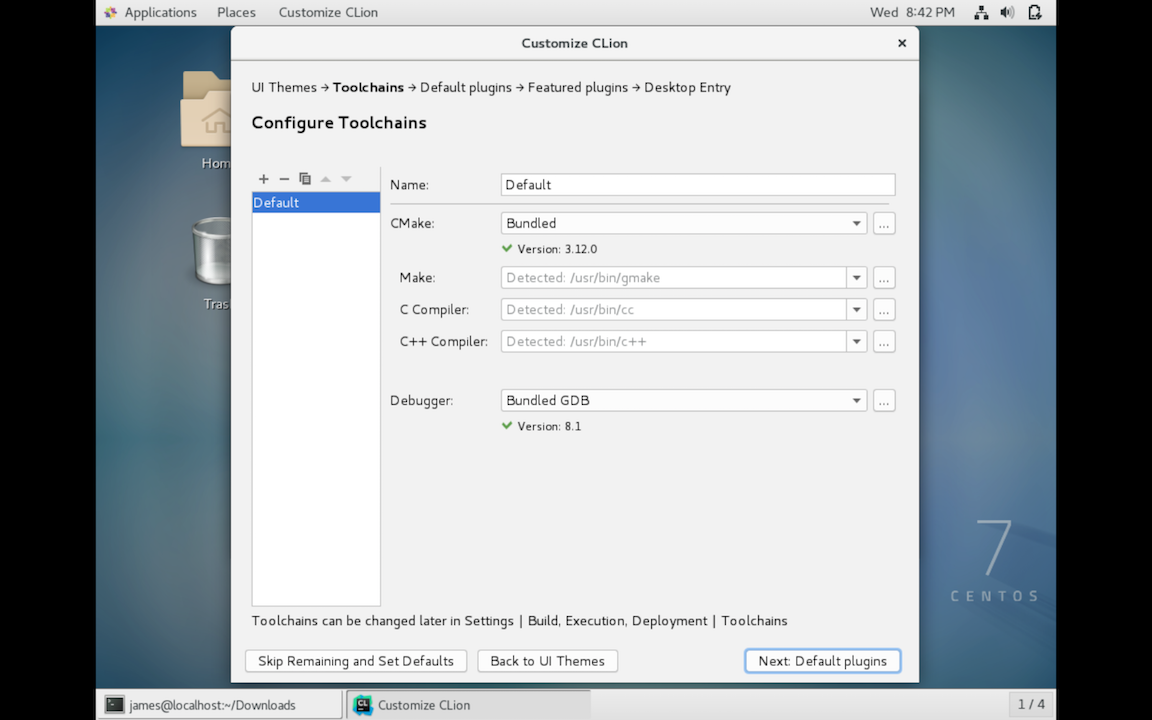 Applications Places Customize CLion Wed 8:42 PM
Customize CLion
UI Themes → Toolchains → Default plugins → Featured plugins → Desktop Entry
Configure Toolchains
Home
Trash
Default
Name: Default
CMake: Bundled ...
Version: 3.12.0
Make: Detected: /usr/bin/gmake ...
C Compiler: Detected: /usr/bin/cc ...
C++ Compiler: Detected: /usr/bin/c++ ...
Debugger: Bundled GDB ...
Version: 8.1
7
CENTOS
Toolchains can be changed later in Settings | Build, Execution, Deployment | Toolchains
Skip Remaining and Set Defaults Back to UI Themes Next: Default plugins
james@localhost:~/Downloads CL Customize CLion 1 / 4